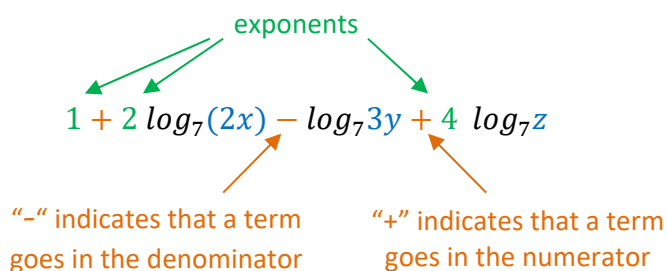 exponents
1 + 2 log₇(2x) − log₇3y + 4 log₇z
“−“ indicates that a term
goes in the denominator
“+” indicates that a term
goes in the numerator